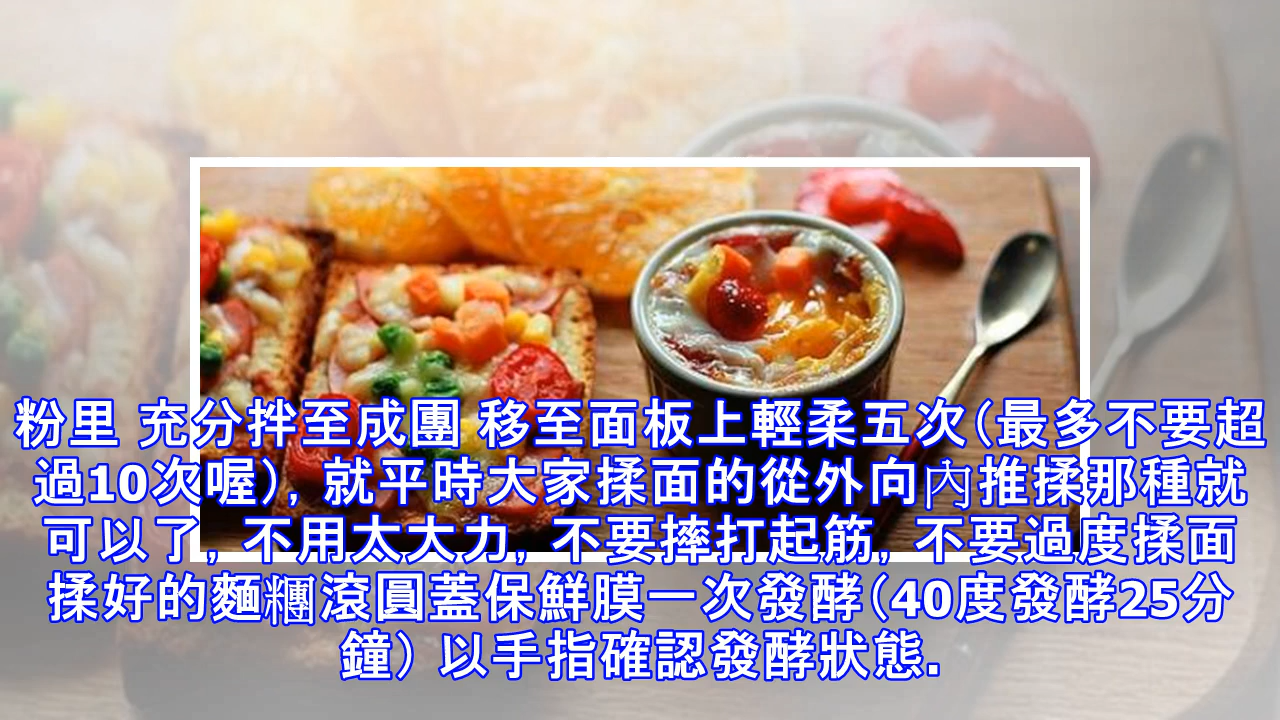 粉里 充分拌至成團 移至面板上輕柔五次(最多不要超
過10次喔), 就平時大家揉面的從外向內推揉那種就
可以了, 不用太大力, 不要摔打起筋, 不要過度揉面
揉好的麵糰滾圓蓋保鮮膜一次發酵(40度發酵25分
鐘) 以手指確認發酵狀態.